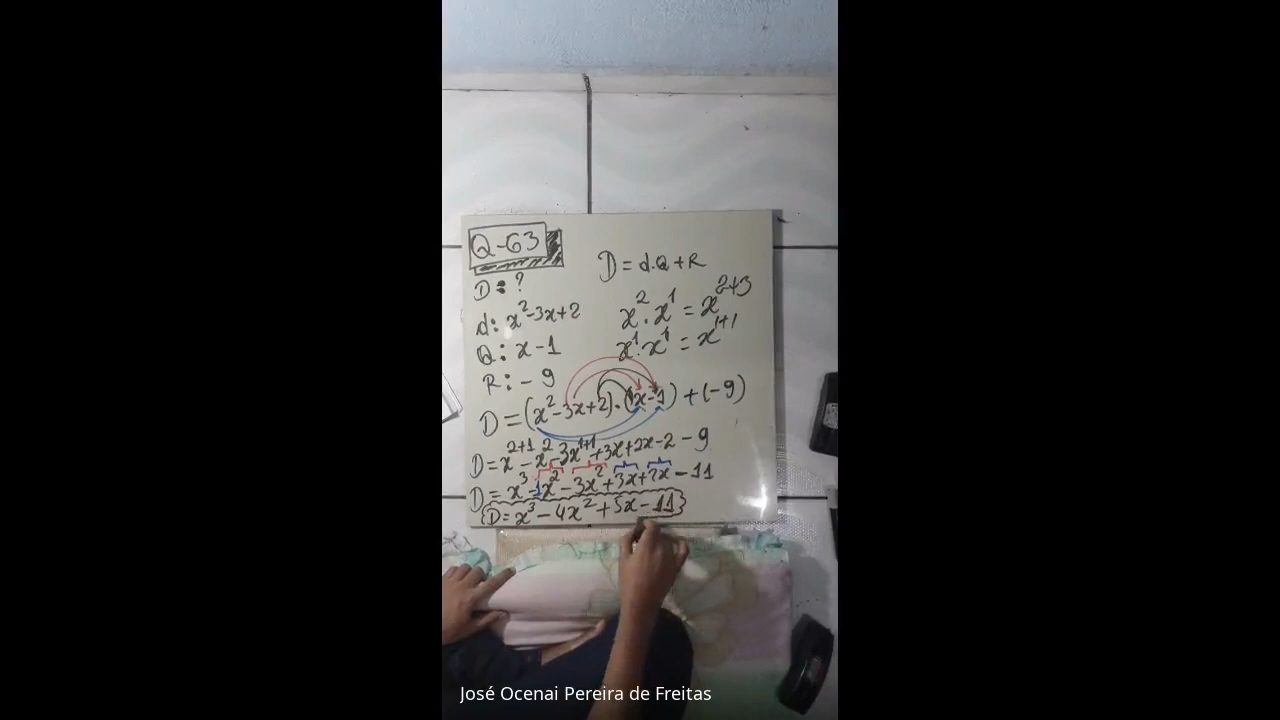 Q-63
D = d.Q + R
D: ?
d: x²-3x+2
x² . x¹ = x²⁺³
Q: x-1
x¹ . x¹ = x¹⁺¹
R: - 9
D = (x²-3x+2).(x-1) + (-9)
D = x²⁺¹ - x² - 3x¹⁺¹ + 3x + 2x - 2 - 9
D = x³ - 1x² - 3x² + 3x + 2x - 11
D = x³ - 4x² + 5x - 11
José Ocenai Pereira de Freitas